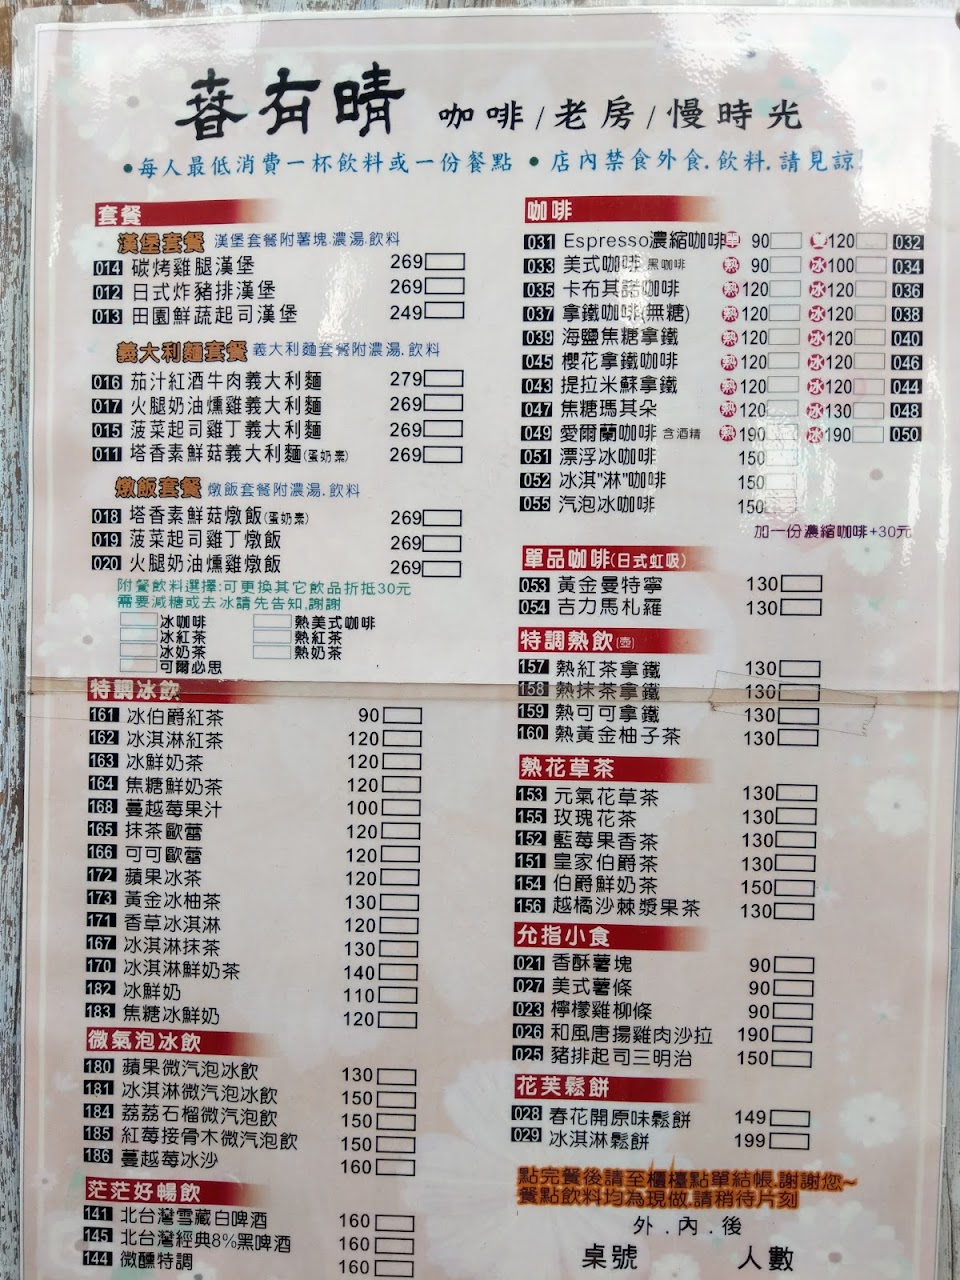 春有晴 咖啡/老房/慢時光
•每人最低消費一杯飲料或一份餐點 •店內禁食外食.飲料.請見諒!
套餐
漢堡套餐 漢堡套餐附薯塊.濃湯.飲料
014 碳烤雞腿漢堡 269
012 日式炸豬排漢堡 269
013 田園鮮蔬起司漢堡 249
義大利麵套餐 義大利麵套餐附濃湯.飲料
016 茄汁紅酒牛肉義大利麵 279
017 火腿奶油燻雞義大利麵 269
015 菠菜起司雞丁義大利麵 269
011 塔香素鮮菇義大利麵(蛋奶素) 269
燉飯套餐 燉飯套餐附濃湯.飲料
018 塔香素鮮菇燉飯(蛋奶素) 269
019 菠菜起司雞丁燉飯 269
020 火腿奶油燻雞燉飯 269
附餐飲料選擇:可更換其它飲品折抵30元
需要減糖或去冰請先告知,謝謝
冰咖啡 熱美式咖啡
冰紅茶 熱紅茶
冰奶茶 熱奶茶
可爾必思
特調冰飲
161 冰伯爵紅茶 90
162 冰淇淋紅茶 120
163 冰鮮奶茶 120
164 焦糖鮮奶茶 120
168 蔓越莓果汁 100
165 抹茶歐蕾 120
166 可可歐蕾 120
172 蘋果冰茶 120
173 黃金冰柚茶 130
171 香草冰淇淋 120
167 冰淇淋抹茶 130
170 冰淇淋鮮奶茶 140
182 冰鮮奶 110
183 焦糖冰鮮奶 120
微氣泡冰飲
180 蘋果微汽泡冰飲 130
181 冰淇淋微汽泡冰飲 150
184 荔荔石榴微汽泡飲 150
185 紅莓接骨木微汽泡飲 150
186 蔓越莓冰沙 160
茫茫好暢飲
141 北台灣雪藏白啤酒 160
145 北台灣經典8%黑啤酒 160
144 微醺特調 160
咖啡
031 Espresso濃縮咖啡 單 90 雙 120 032
033 美式咖啡 黑咖啡 熱 90 冰 100 034
035 卡布其諾咖啡 熱 120 冰 120 036
037 拿鐵咖啡(無糖) 熱 120 冰 120 038
039 海鹽焦糖拿鐵 熱 120 冰 120 040
045 櫻花拿鐵咖啡 熱 120 冰 120 046
043 提拉米蘇拿鐵 熱 120 冰 120 044
047 焦糖瑪其朵 熱 120 冰 130 048
049 愛爾蘭咖啡 含酒精 熱 190 冰 190 050
051 漂浮冰咖啡 150
052 冰淇"淋"咖啡 150
055 汽泡冰咖啡 150
加一份濃縮咖啡+30元
單品咖啡(日式虹吸)
053 黃金曼特寧 130
054 吉力馬札羅 130
特調熱飲(壺)
157 熱紅茶拿鐵 130
158 熱抹茶拿鐵 130
159 熱可可拿鐵 130
160 熱黃金柚子茶 130
熱花草茶
153 元氣花草茶 130
155 玫瑰花茶 130
152 藍莓果香茶 130
151 皇家伯爵茶 130
154 伯爵鮮奶茶 150
156 越橘沙棘漿果茶 130
允指小食
021 香酥薯塊 90
027 美式薯條 90
023 檸檬雞柳條 90
026 和風唐揚雞肉沙拉 190
025 豬排起司三明治 150
花芙鬆餅
028 春花開原味鬆餅 149
029 冰淇淋鬆餅 199
點完餐後請至櫃檯點單結帳.謝謝您~
餐點飲料均為現做.請稍待片刻
外.內.後
桌號 人數